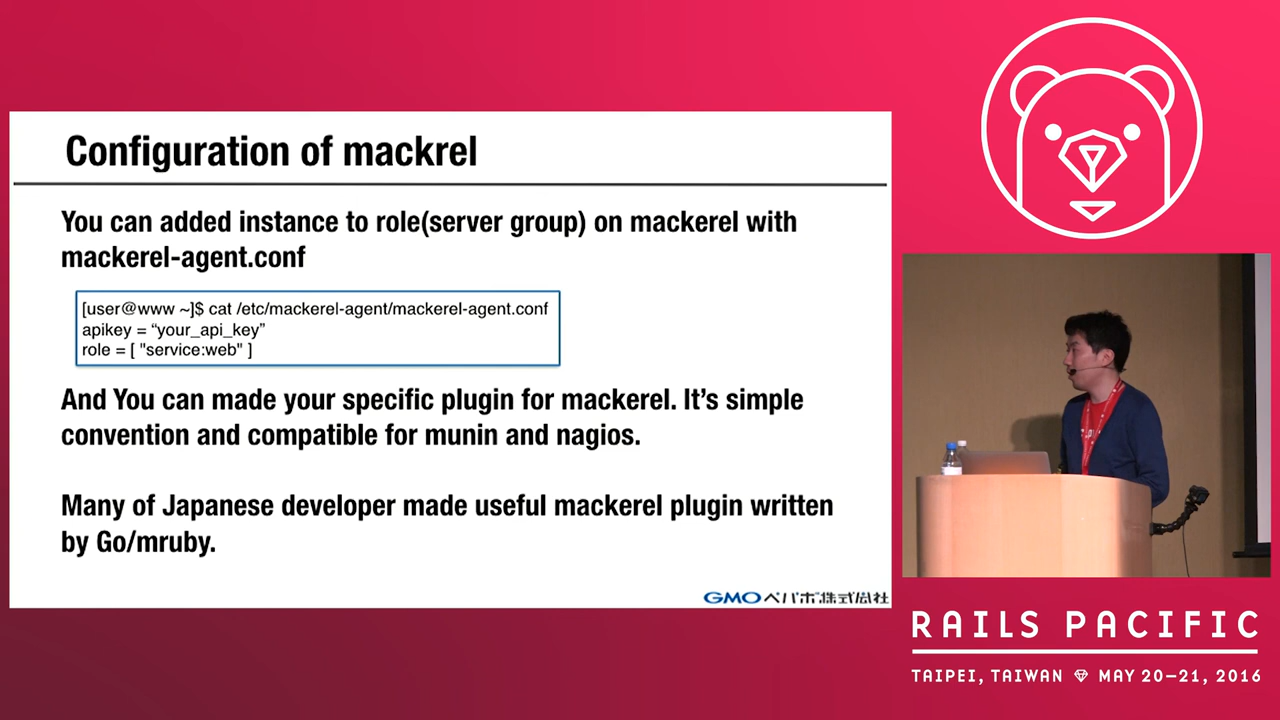 Configuration of mackrel
You can added instance to role(server group) on mackerel with
mackerel-agent.conf
[user@www ~]$ cat /etc/mackerel-agent/mackerel-agent.conf
apikey = “your_api_key”
role = [ "service:web" ]
And You can made your specific plugin for mackerel. It’s simple
convention and compatible for munin and nagios.
Many of Japanese developer made useful mackerel plugin written
by Go/mruby.
GMOペパボ株式会社
RAILS PACIFIC
TAIPEI, TAIWAN MAY 20–21, 2016